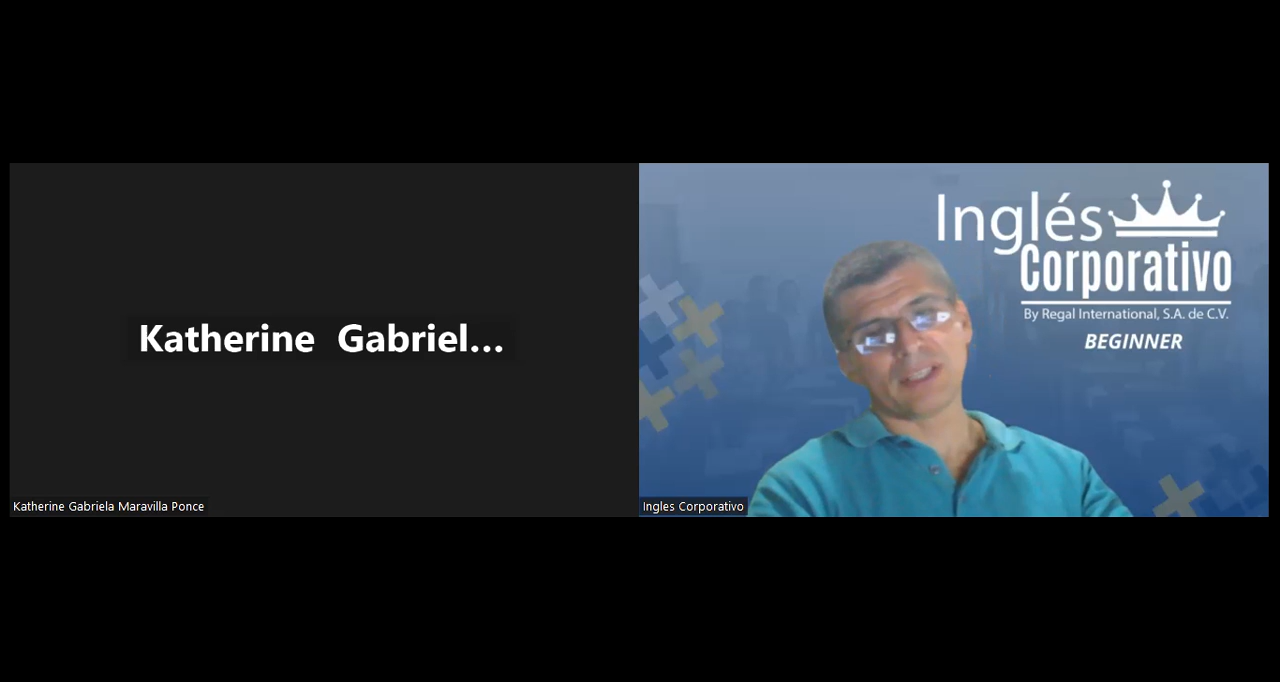 Katherine Gabriel...
Katherine Gabriela Maravilla Ponce
Inglés
Corporativo
By Regal International, S.A. de C.V.
BEGINNER
Ingles Corporativo